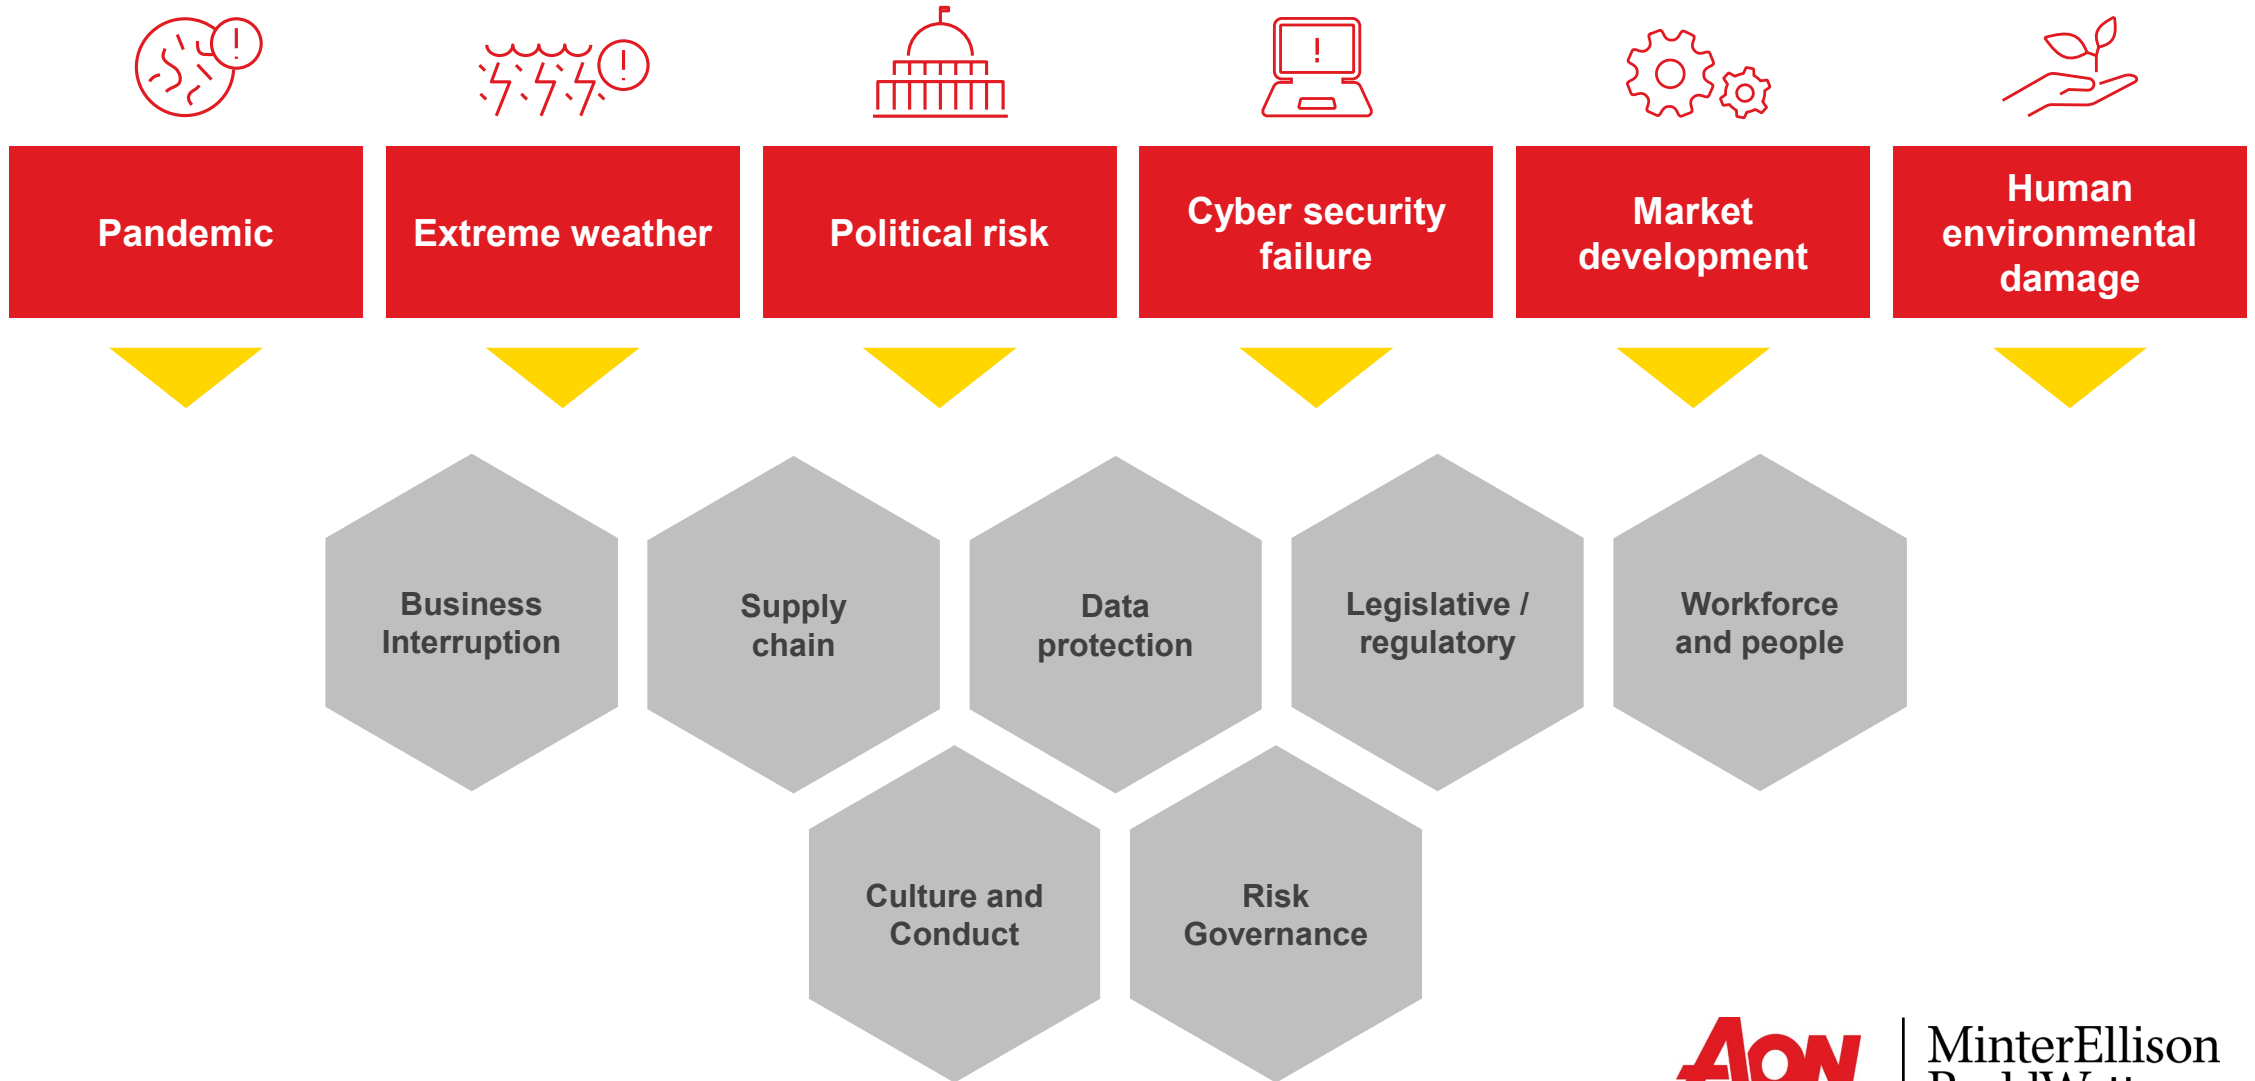 Pandemic
Extreme weather
Political risk
Cyber security
failure
Market
development
Human
environmental
damage
Business
Interruption
Supply
chain
Data
protection
Legislative /
regulatory
Workforce
and people
Culture and
Conduct
Risk
Governance
AON
MinterEllison